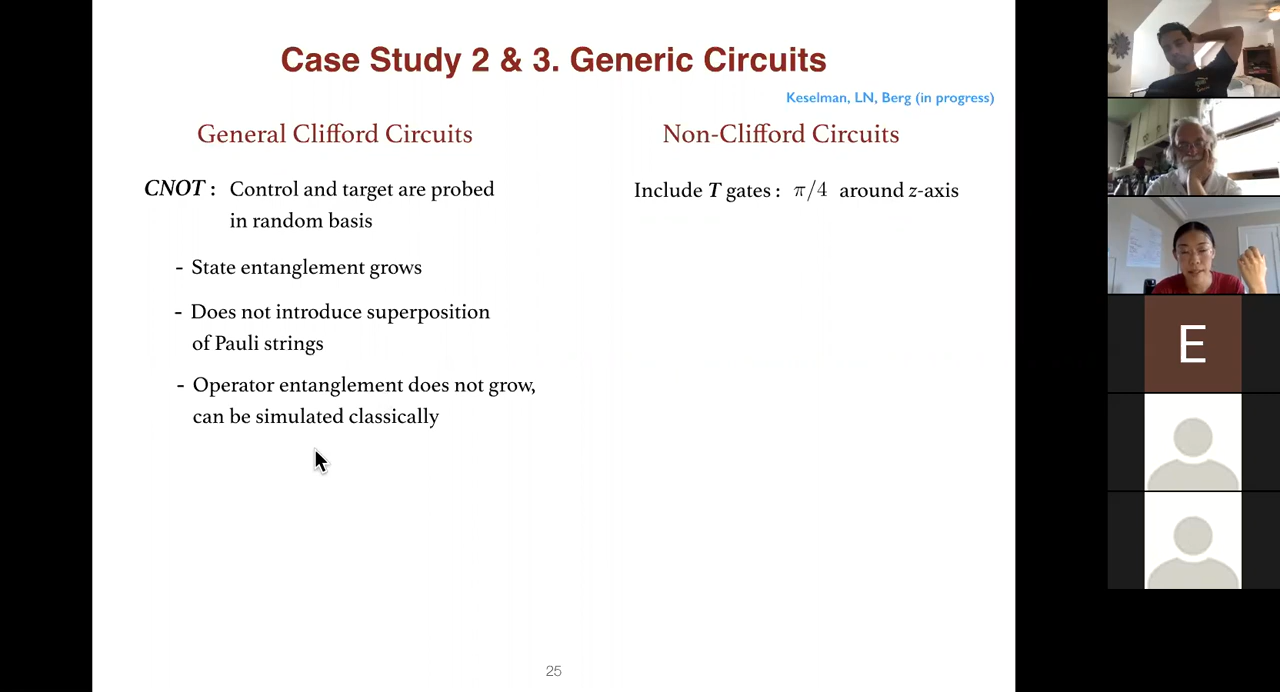 Case Study 2 & 3. Generic Circuits
Keselman, LN, Berg (in progress)
General Clifford Circuits
CNOT : Control and target are probed
in random basis
- State entanglement grows
- Does not introduce superposition
of Pauli strings
- Operator entanglement does not grow,
can be simulated classically
Non-Clifford Circuits
Include T gates : π/4 around z-axis
25
E